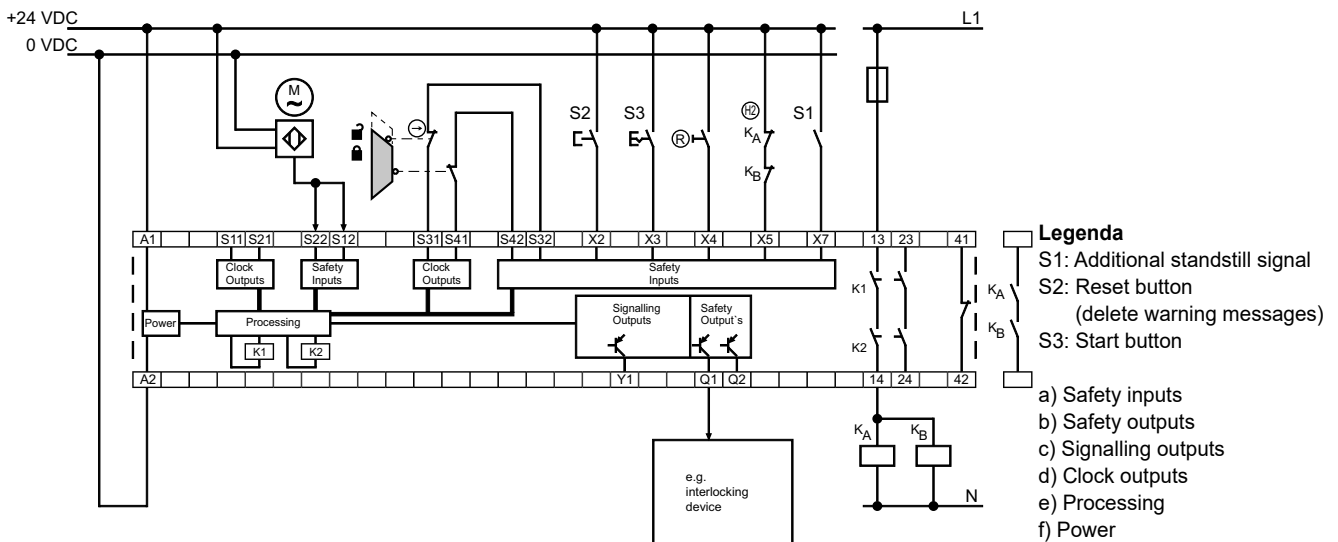 +24 VDC
L1
0 VDC
M
~
S2
S3
R
H2
KA
KB
S1
A1 S11 S21 S22 S12 S31 S41 S42 S32 X2 X3 X4 X5 X7 13 23 41
Clock
Outputs
Safety
Inputs
Clock
Outputs
Safety
Inputs
Power
Processing
K1
K2
Signalling
Outputs
Safety
Output`s
K1
K2
KA
KB
A2 Y1 Q1 Q2 14 24 42
KA
KB
e.g.
interlocking
device
N
Legenda
S1: Additional standstill signal
S2: Reset button
(delete warning messages)
S3: Start button
a) Safety inputs
b) Safety outputs
c) Signalling outputs
d) Clock outputs
e) Processing
f) Power